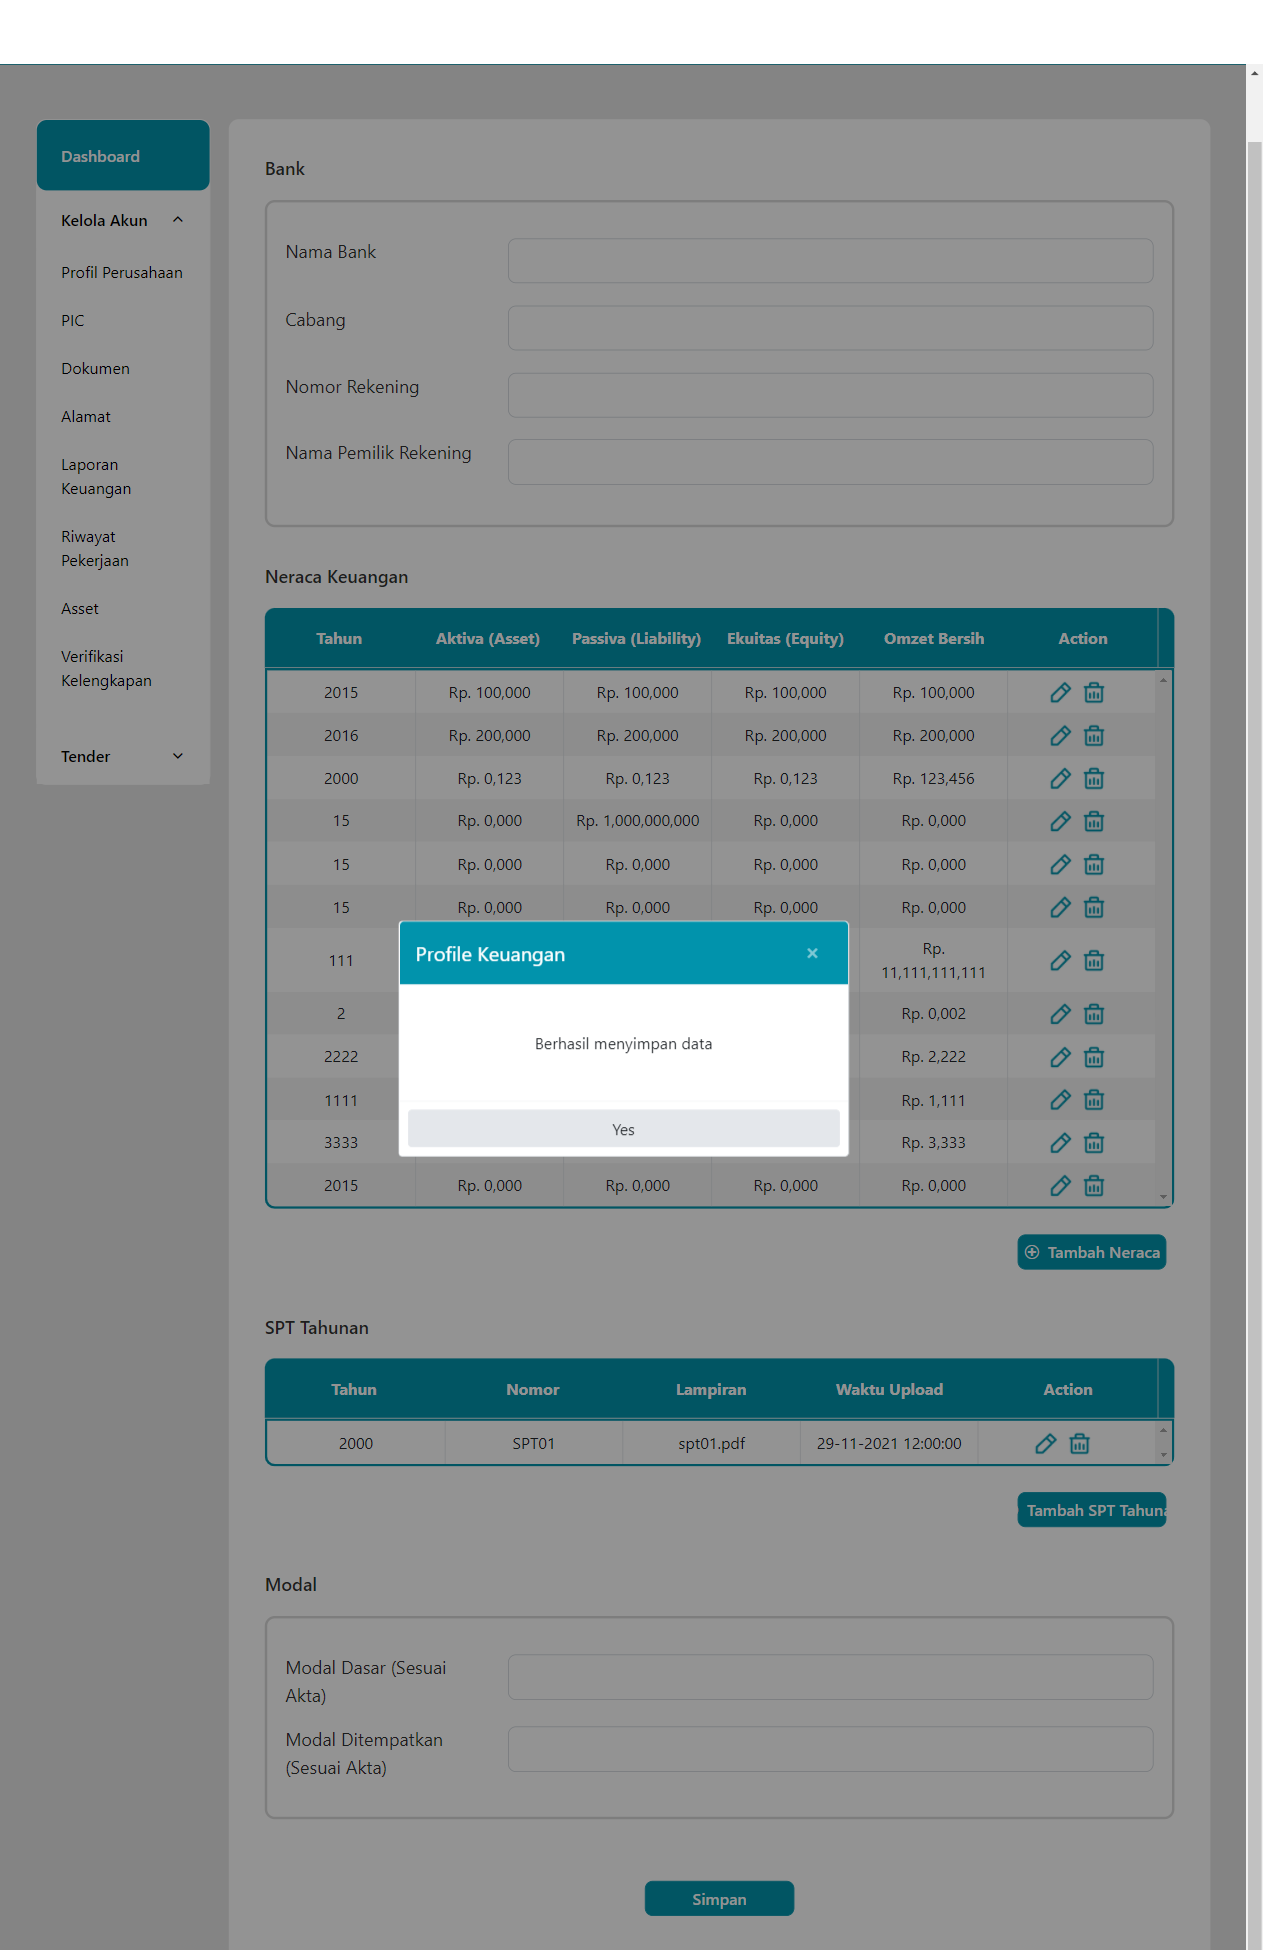 Dashboard
Kelola Akun
Profil Perusahaan
PIC
Dokumen
Alamat
Laporan
Keuangan
Riwayat
Pekerjaan
Asset
Verifikasi
Kelengkapan
Tender
Bank
Nama Bank
Cabang
Nomor Rekening
Nama Pemilik Rekening
Neraca Keuangan
Tahun Aktiva (Asset) Passiva (Liability) Ekuitas (Equity) Omzet Bersih Action
2015 Rp. 100,000 Rp. 100,000 Rp. 100,000 Rp. 100,000
2016 Rp. 200,000 Rp. 200,000 Rp. 200,000 Rp. 200,000
2000 Rp. 0,123 Rp. 0,123 Rp. 0,123 Rp. 123,456
15 Rp. 0,000 Rp. 1,000,000,000 Rp. 0,000 Rp. 0,000
15 Rp. 0,000 Rp. 0,000 Rp. 0,000 Rp. 0,000
15 Rp. 0,000 Rp. 0,000 Rp. 0,000 Rp. 0,000
111 Rp.
11,111,111,111
2 Rp. 0,002
2222 Rp. 2,222
1111 Rp. 1,111
3333 Rp. 3,333
2015 Rp. 0,000 Rp. 0,000 Rp. 0,000 Rp. 0,000
Profile Keuangan ×
Berhasil menyimpan data
Yes
Tambah Neraca
SPT Tahunan
Tahun Nomor Lampiran Waktu Upload Action
2000 SPT01 spt01.pdf 29-11-2021 12:00:00
Tambah SPT Tahuna
Modal
Modal Dasar (Sesuai
Akta)
Modal Ditempatkan
(Sesuai Akta)
Simpan